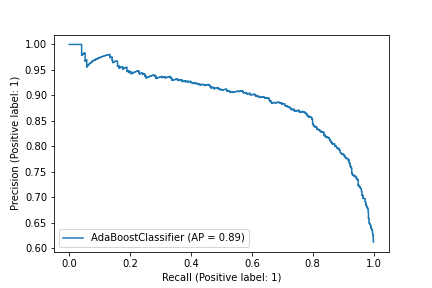 1.00
0.95
0.90
0.85
0.80
0.75
0.70
0.65
0.60
Precision (Positive label: 1)
AdaBoostClassifier (AP = 0.89)
0.0 0.2 0.4 0.6 0.8 1.0
Recall (Positive label: 1)